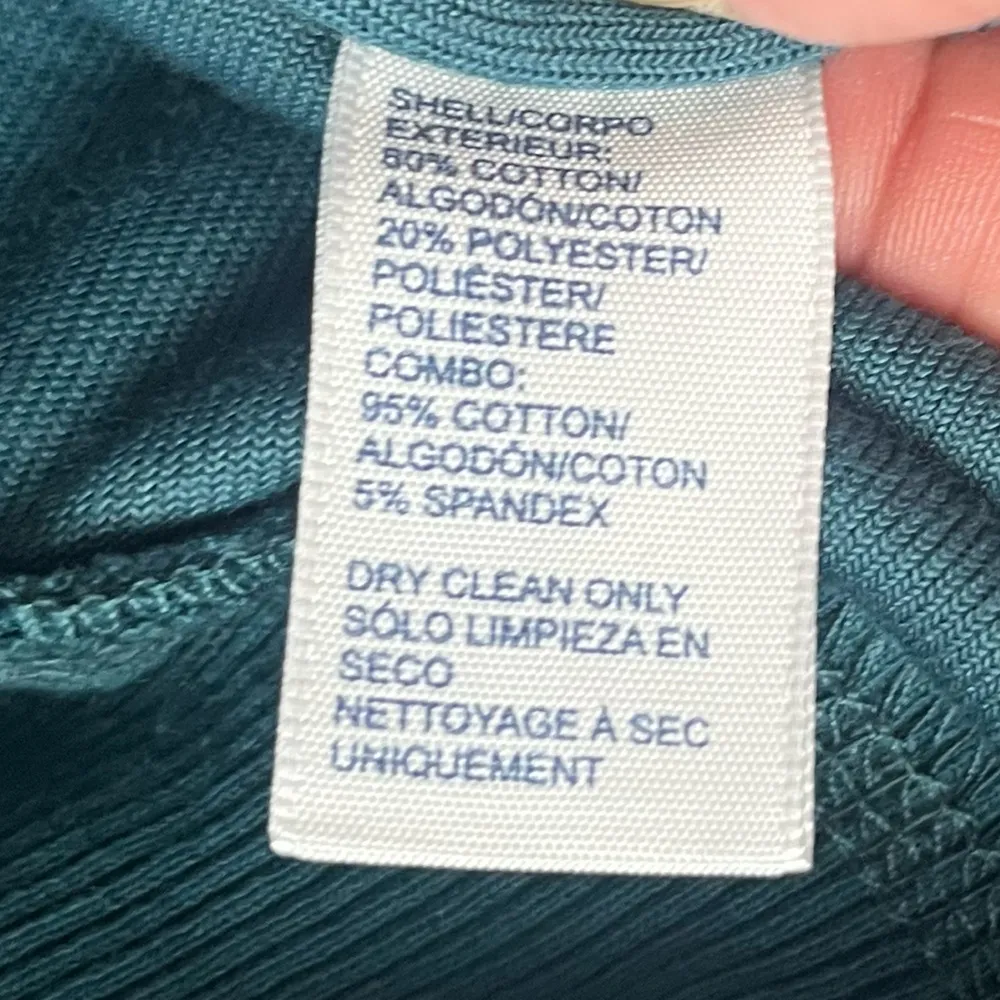 SHELL/CORPO
EXTERIEUR:
80% COTTON/
ALGODÓN/COTON
20% POLYESTER/
POLIÉSTER/
POLIESTERE
COMBO:
95% COTTON/
ALGODÓN/COTON
5% SPANDEX
DRY CLEAN ONLY
SÓLO LIMPIEZA EN
SECO
NETTOYAGE À SEC
UNIQUEMENT